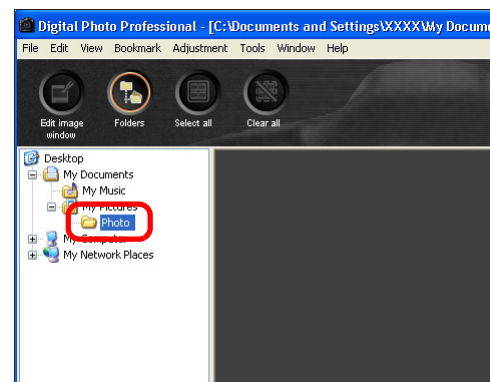 Digital Photo Professional - [C:\Documents and Settings\XXXX\My Docume
File Edit View Bookmark Adjustment Tools Window Help
Edit image window Folders Select all Clear all
Desktop
My Documents
My Music
My Pictures
Photo
My Computer
My Network Places